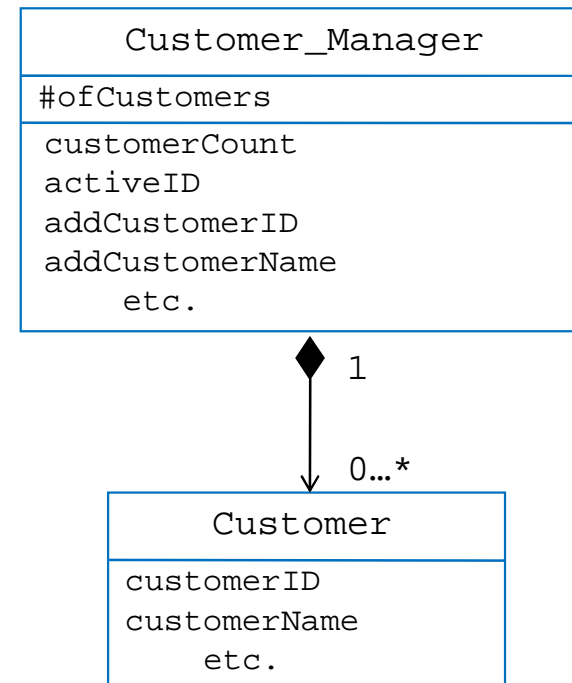 Customer_Manager
#ofCustomers
customerCount
activeID
addCustomerID
addCustomerName
etc.
1
0…*
Customer
customerID
customerName
etc.